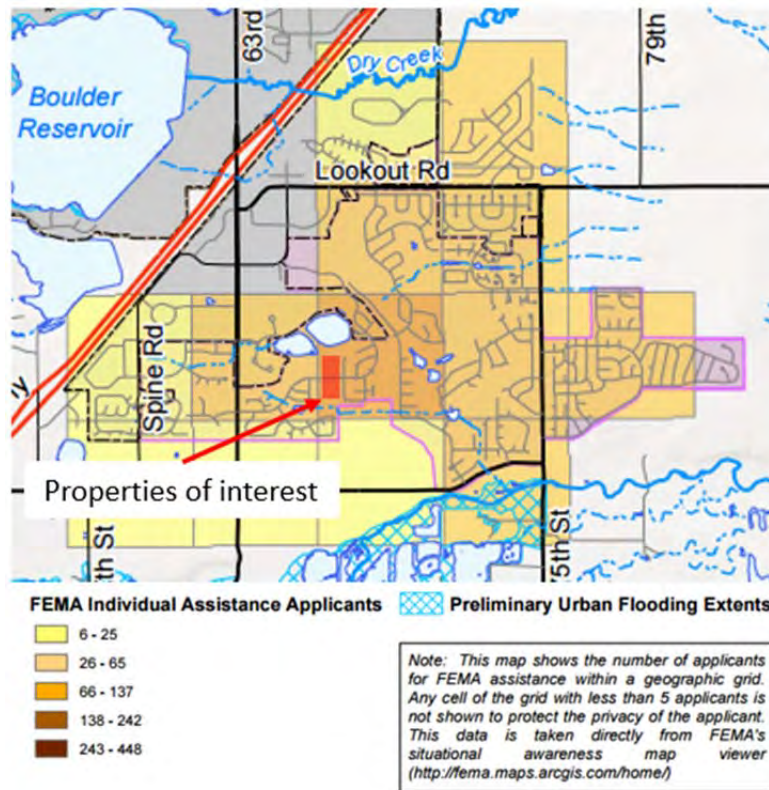 63rd
Dry Creek
79th
Boulder
Reservoir
Lookout Rd
Spine Rd
Properties of interest
75th St
th St
ly
FEMA Individual Assistance Applicants
6 - 25
26 - 65
66 - 137
138 - 242
243 - 448
Preliminary Urban Flooding Extents
Note: This map shows the number of applicants
for FEMA assistance within a geographic grid.
Any cell of the grid with less than 5 applicants is
not shown to protect the privacy of the applicant.
This data is taken directly from FEMA's
situational awareness map viewer
(http://fema.maps.arcgis.com/home/)